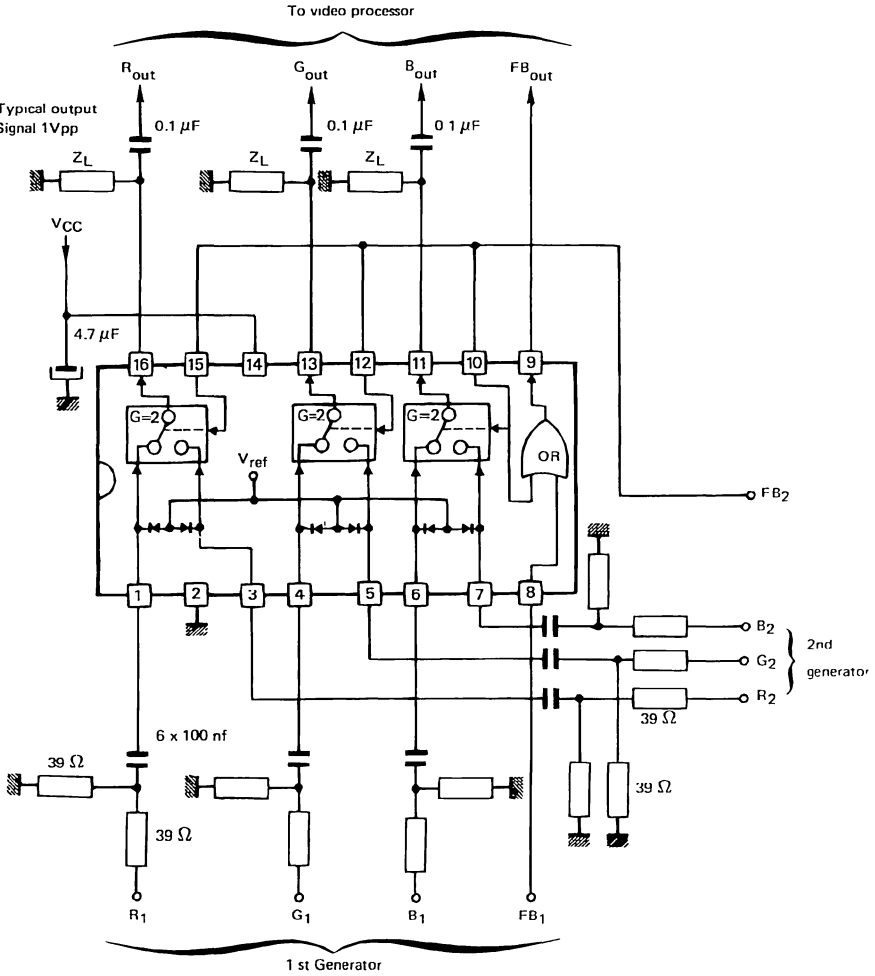 To video processor
Rout
Gout
Bout
FBout
Typical output
Signal 1Vpp
0.1 µF
0.1 µF
0 1 µF
ZL
ZL
ZL
VCC
4.7 µF
16
15
14
13
12
11
10
9
G=2
G=2
G=2
OR
Vref
FB2
1
2
3
4
5
6
7
8
B2
2nd
G2
generator
R2
39 Ω
6 x 100 nf
39 Ω
39 Ω
39 Ω
R1
G1
B1
FB1
1 st Generator